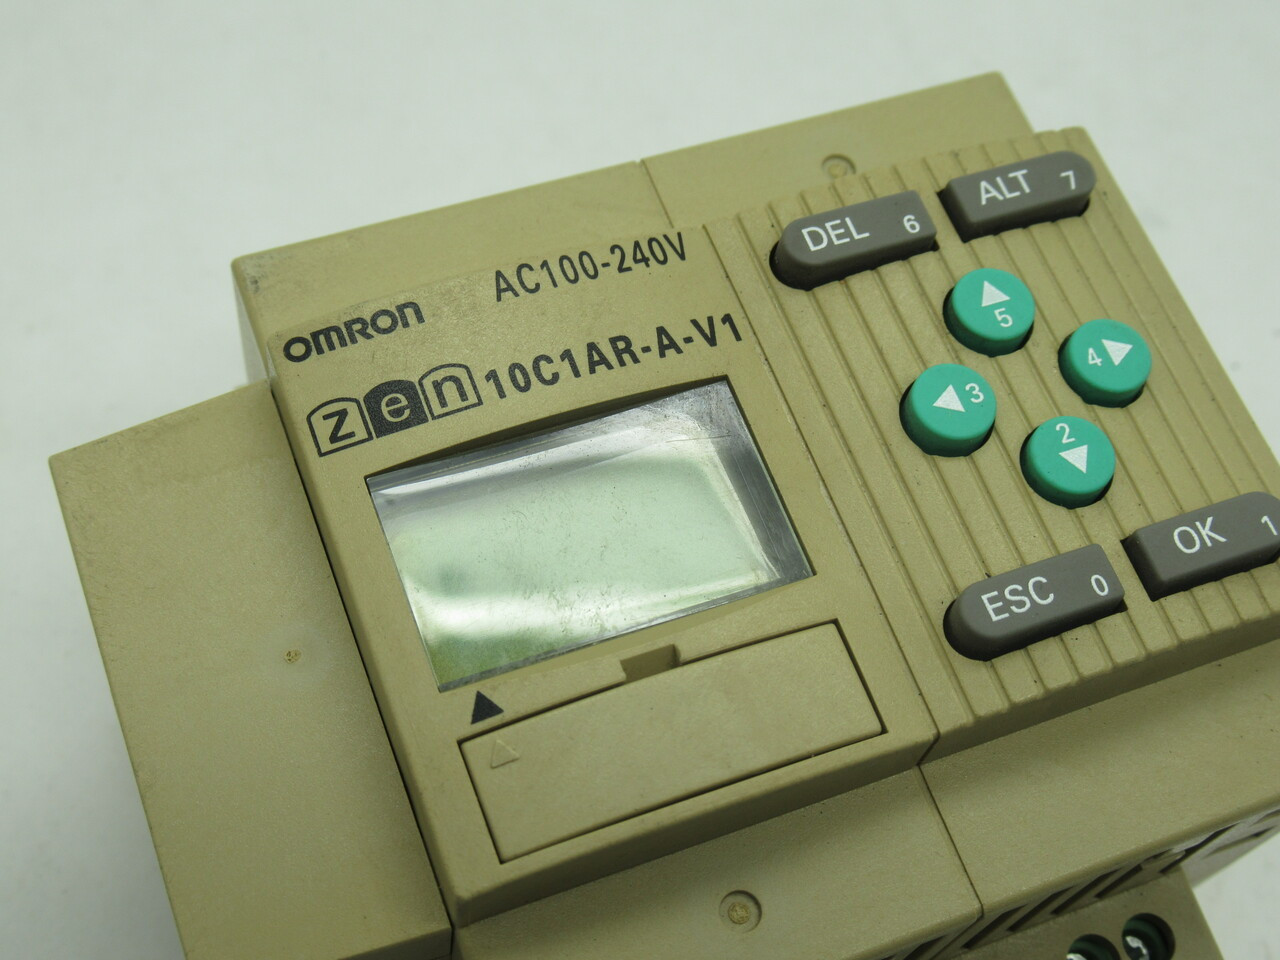 AC100-240V
OMRON
zen 10C1AR-A-V1
DEL 6
ALT 7
5
4
3
2
ESC 0
OK 1